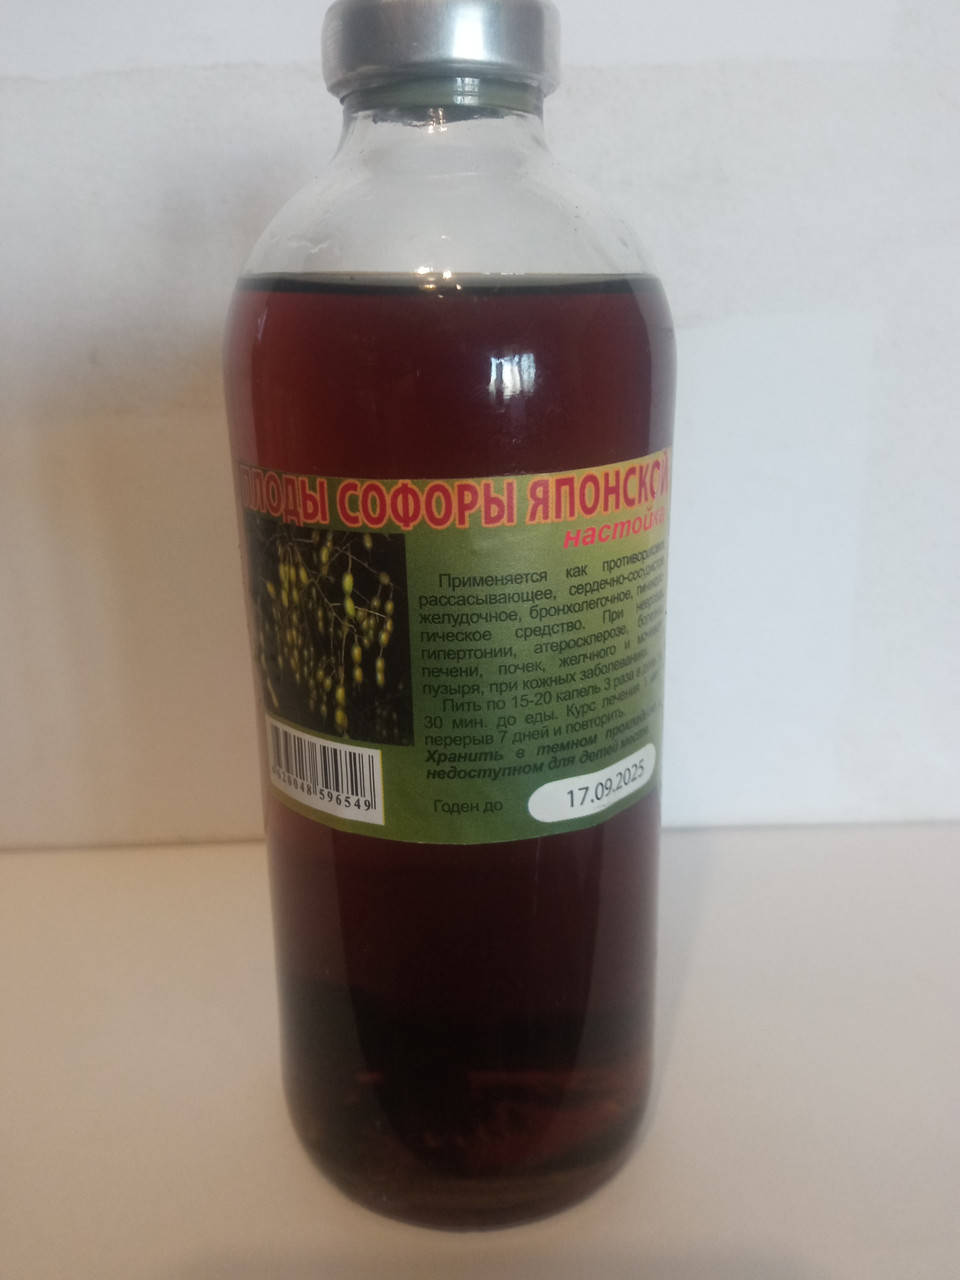 ПЛОДЫ СОФОРЫ ЯПОНСКОЙ
настойка
Применяется как
рассасывающее, сердечно-сосудистое
желудочное, бронхолегочное,
гическое средство. При
гипертонии, атеросклерозе,
печени, почек, желчного и
пузыря, при кожных заболеваниях.
Пить по 15-20 капель 3 раза в
30 мин. до еды. Курс лечения 1
перерыв 7 дней и повторить.
Хранить в темном
недоступном для детей месте
Годен до 17.09.2025
596549